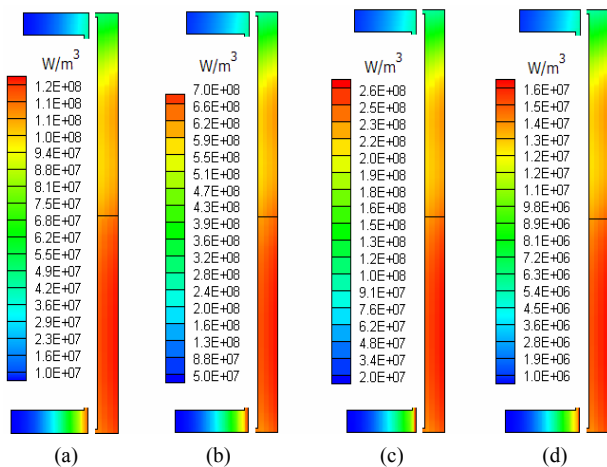 W/m3
1.2E+08
1.1E+08
1.1E+08
1.0E+08
9.4E+07
8.8E+07
8.1E+07
7.5E+07
6.8E+07
6.2E+07
5.5E+07
4.9E+07
4.2E+07
3.6E+07
2.9E+07
2.3E+07
1.6E+07
1.0E+07
(a)
W/m3
7.0E+08
6.6E+08
6.2E+08
5.9E+08
5.5E+08
5.1E+08
4.7E+08
4.3E+08
3.9E+08
3.6E+08
3.2E+08
2.8E+08
2.4E+08
2.0E+08
1.6E+08
1.3E+08
8.8E+07
5.0E+07
(b)
W/m3
2.6E+08
2.5E+08
2.3E+08
2.2E+08
2.0E+08
1.9E+08
1.8E+08
1.6E+08
1.5E+08
1.3E+08
1.2E+08
1.0E+08
9.1E+07
7.6E+07
6.2E+07
4.8E+07
3.4E+07
2.0E+07
(c)
W/m3
1.6E+07
1.5E+07
1.4E+07
1.3E+07
1.2E+07
1.2E+07
1.1E+07
9.8E+06
8.9E+06
8.1E+06
7.2E+06
6.3E+06
5.4E+06
4.5E+06
3.6E+06
2.8E+06
1.9E+06
1.0E+06
(d)